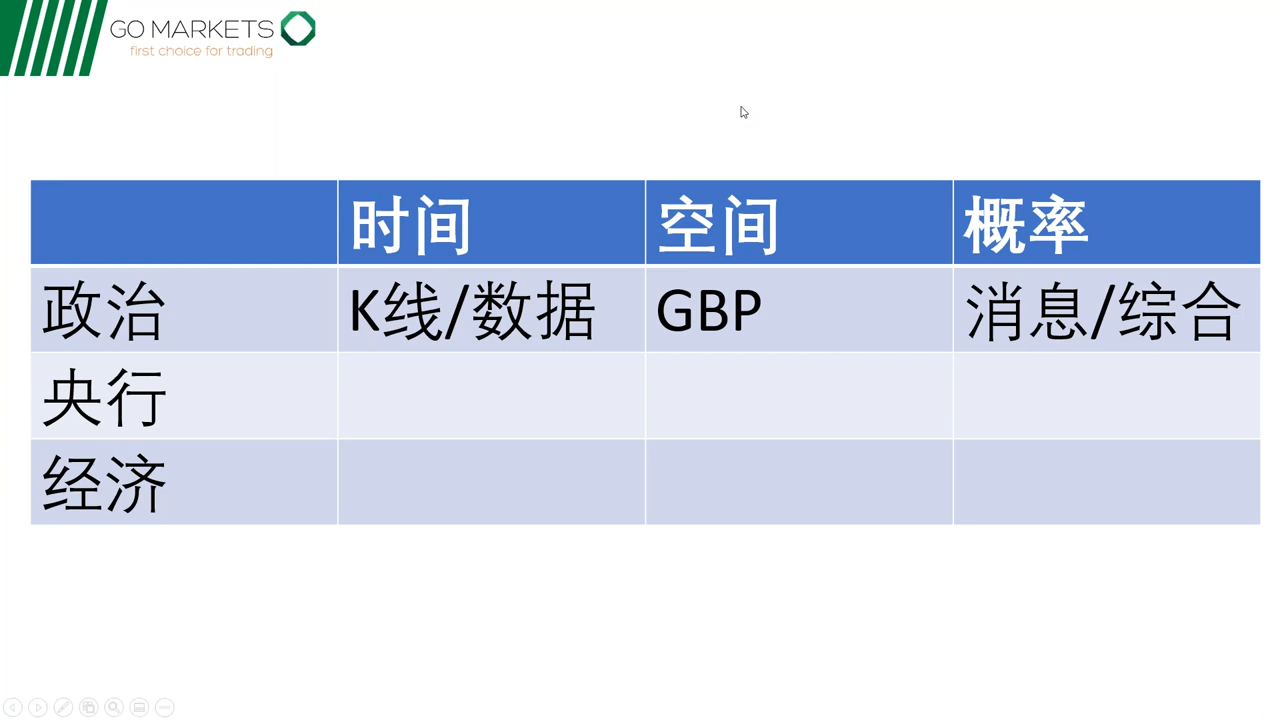 GO MARKETS
first choice for trading
时间 空间 概率
政治 K线/数据 GBP 消息/综合
央行
经济